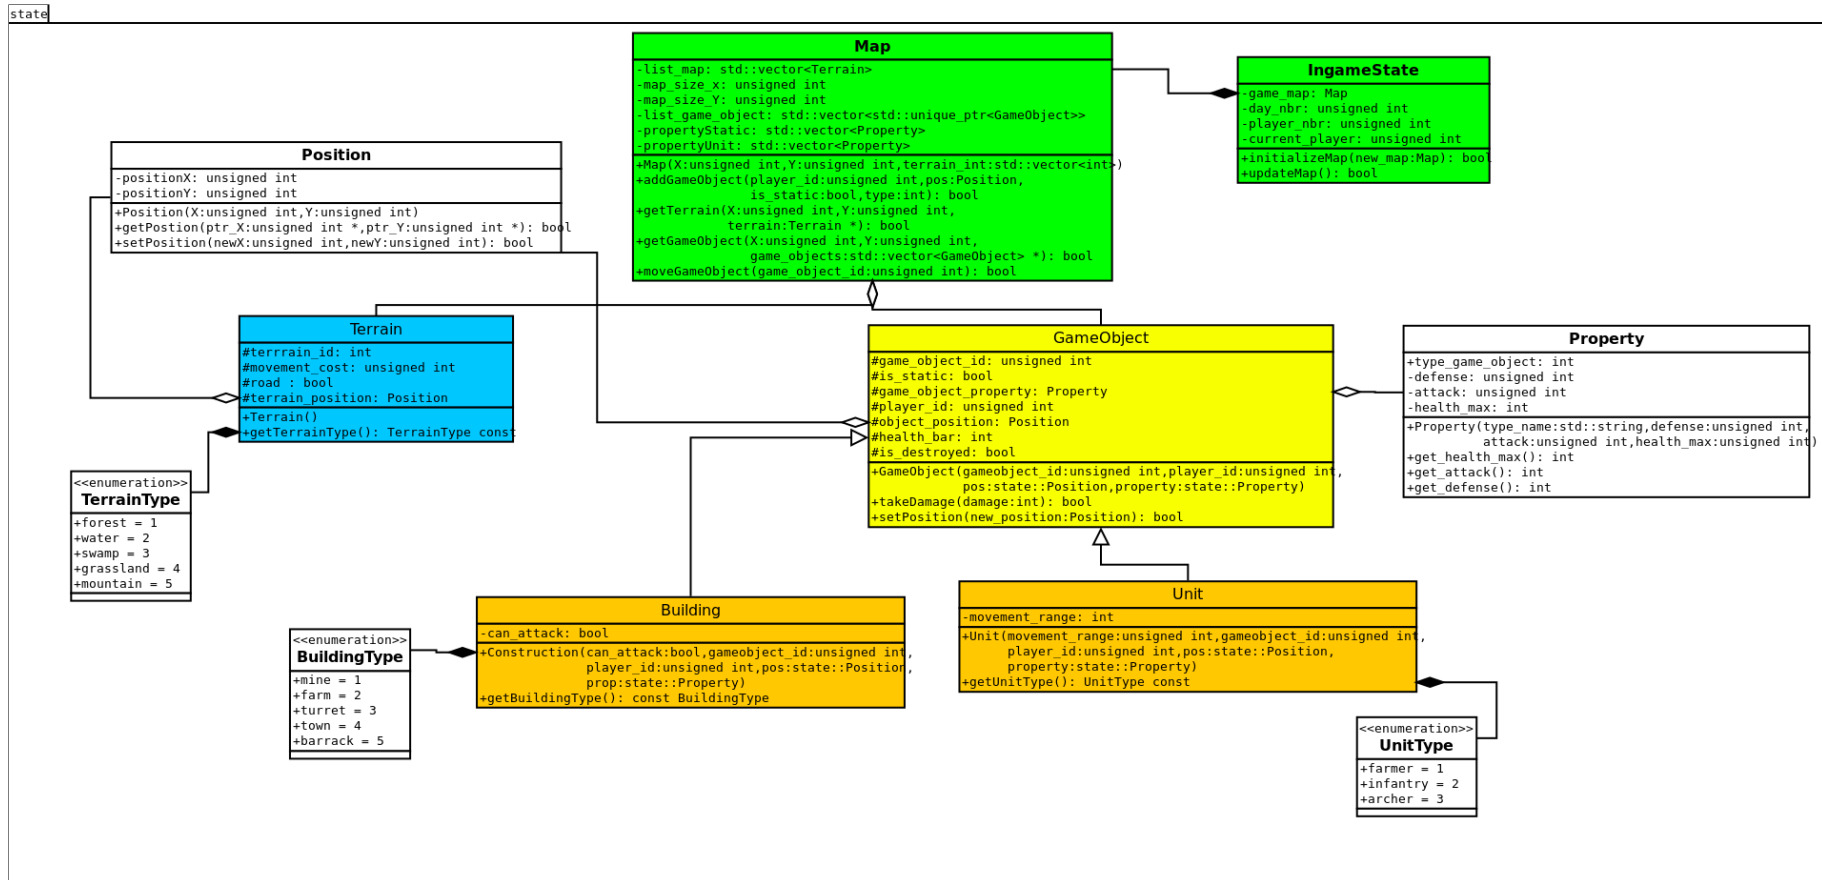 state
Map
-list_map: std::vector<Terrain>
-map_size_x: unsigned int
-map_size_Y: unsigned int
-list_game_object: std::vector<std::unique_ptr<GameObject>>
-propertyStatic: std::vector<Property>
-propertyUnit: std::vector<Property>
+Map(X:unsigned int,Y:unsigned int,terrain_int:std::vector<int>)
+addGameObject(player_id:unsigned int,pos:Position,
is_static:bool,type:int): bool
+getTerrain(X:unsigned int,Y:unsigned int,
terrain:Terrain *): bool
+getGameObject(X:unsigned int,Y:unsigned int,
game_objects:std::vector<GameObject> *): bool
+moveGameObject(game_object_id:unsigned int): bool
IngameState
-game_map: Map
-day_nbr: unsigned int
-player_nbr: unsigned int
-current_player: unsigned int
+initializeMap(new_map:Map): bool
+updateMap(): bool
Position
-positionX: unsigned int
-positionY: unsigned int
+Position(X:unsigned int,Y:unsigned int)
+getPostion(ptr_X:unsigned int *,ptr_Y:unsigned int *): bool
+setPosition(newX:unsigned int,newY:unsigned int): bool
Terrain
#terrrain_id: int
#movement_cost: unsigned int
#road : bool
#terrain_position: Position
+Terrain()
+getTerrainType(): TerrainType const
GameObject
#game_object_id: unsigned int
#is_static: bool
#game_object_property: Property
#player_id: unsigned int
#object_position: Position
#health_bar: int
#is_destroyed: bool
+GameObject(gameobject_id:unsigned int,player_id:unsigned int,
pos:state::Position,property:state::Property)
+takeDamage(damage:int): bool
+setPosition(new_position:Position): bool
Property
+type_game_object: int
-defense: unsigned int
-attack: unsigned int
-health_max: int
+Property(type_name:std::string,defense:unsigned int,
attack:unsigned int,health_max:unsigned int)
+get_health_max(): int
+get_attack(): int
+get_defense(): int
<<enumeration>>
TerrainType
+forest = 1
+water = 2
+swamp = 3
+grassland = 4
+mountain = 5
Building
-can_attack: bool
+Construction(can_attack:bool,gameobject_id:unsigned int,
player_id:unsigned int,pos:state::Position,
prop:state::Property)
+getBuildingType(): const BuildingType
Unit
-movement_range: int
+Unit(movement_range:unsigned int,gameobject_id:unsigned int,
player_id:unsigned int,pos:state::Position,
property:state::Property)
+getUnitType(): UnitType const
<<enumeration>>
BuildingType
+mine = 1
+farm = 2
+turret = 3
+town = 4
+barrack = 5
<<enumeration>>
UnitType
+farmer = 1
+infantry = 2
+archer = 3